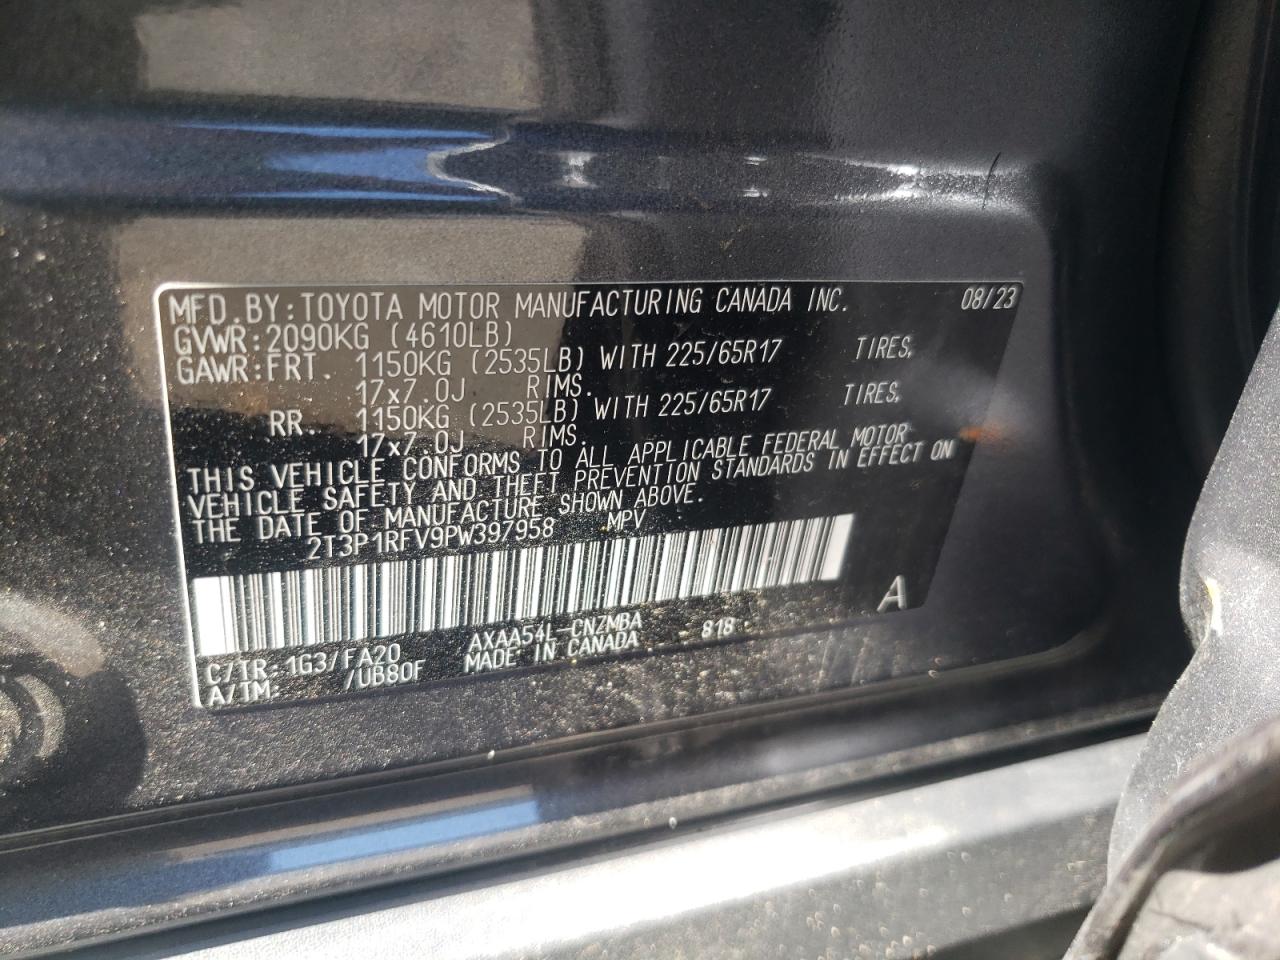 MFD.BY:TOYOTA MOTOR MANUFACTURING CANADA INC. 08/23
GVWR:2090KG (4610LB)
GAWR:FRT. 1150KG (2535LB) WITH 225/65R17 TIRES,
17x7.0J RIMS.
RR. 1150KG (2535LB) WITH 225/65R17 TIRES,
17x7.0J RIMS.
THIS VEHICLE CONFORMS TO ALL APPLICABLE FEDERAL MOTOR
VEHICLE SAFETY AND THEFT PREVENTION STANDARDS IN EFFECT ON
THE DATE OF MANUFACTURE SHOWN ABOVE.
2T3P1RFV9PW397958 MPV
A
AXAA54L-CNZMBA 818
C/TR:1G3/FA20 MADE IN CANADA
A/TM: /UB80F